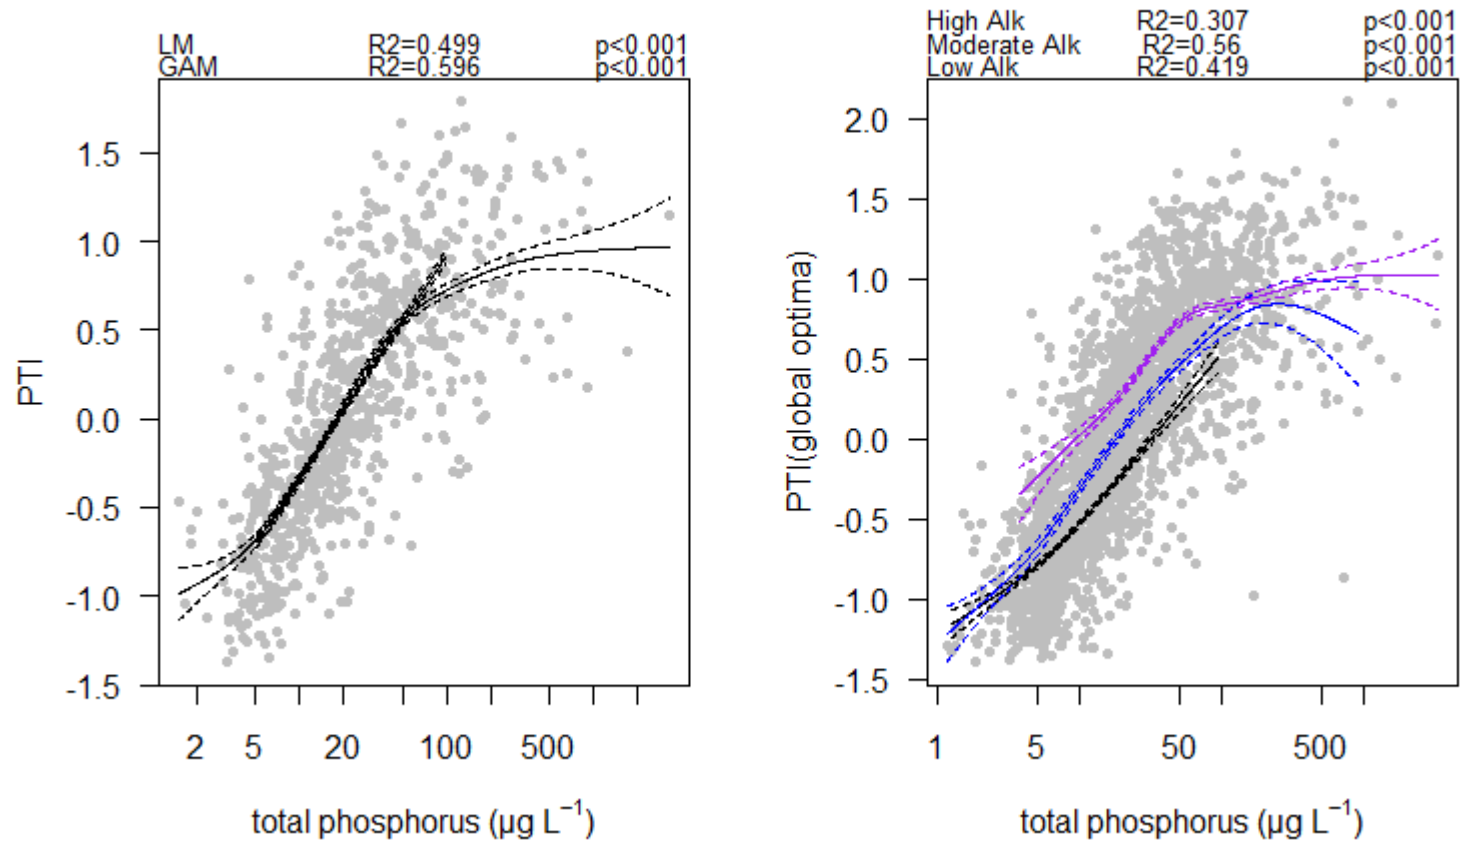 LM R2=0.499 p<0.001
GAM R2=0.596 p<0.001
PTI
1.5
1.0
0.5
0.0
-0.5
-1.0
-1.5
2 5 20 100 500
total phosphorus (µg L⁻¹)
High Alk R2=0.307 p<0.001
Moderate Alk R2=0.56 p<0.001
Low Alk R2=0.419 p<0.001
PTI(global optima)
2.0
1.5
1.0
0.5
0.0
-0.5
-1.0
-1.5
1 5 50 500
total phosphorus (µg L⁻¹)